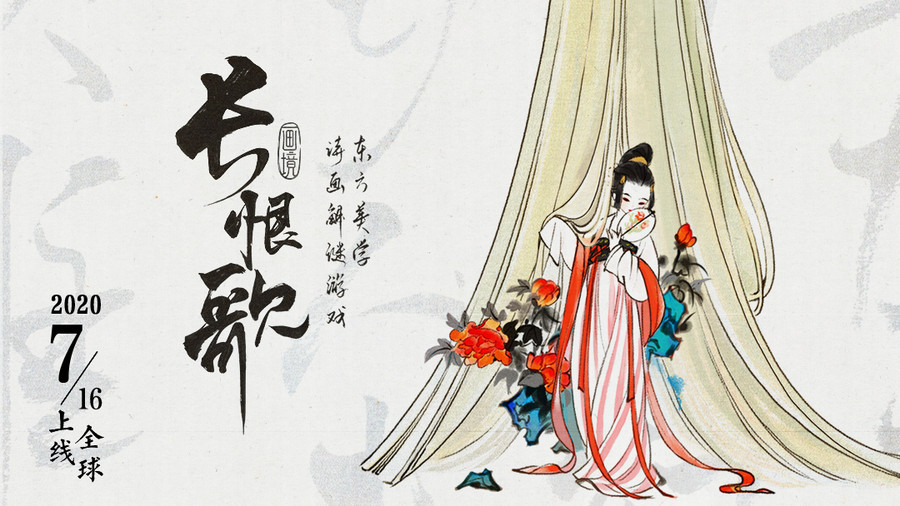 长恨歌
画境
东方美学
诗画解谜游戏
2020
7/16
全球
上线